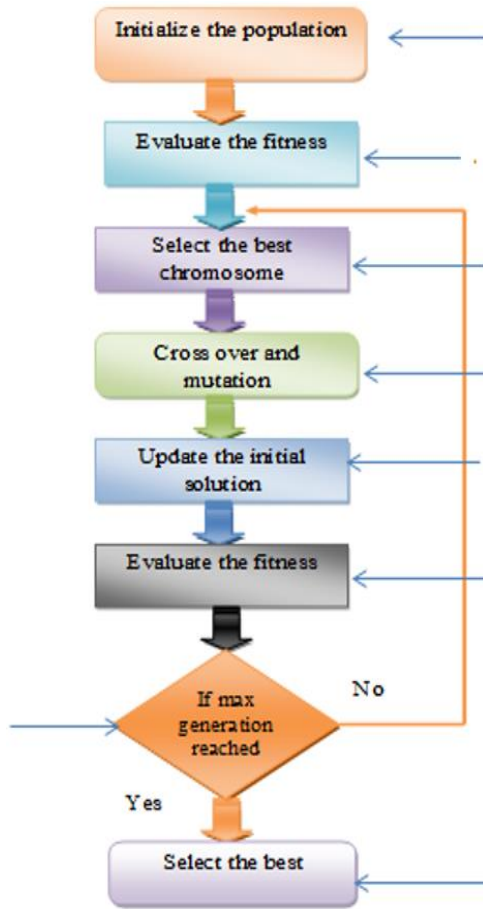 Initialize the population
Evaluate the fitness
Select the best
chromosome
Cross over and
mutation
Update the initial
solution
Evaluate the fitness
If max
generation
reached
No
Yes
Select the best